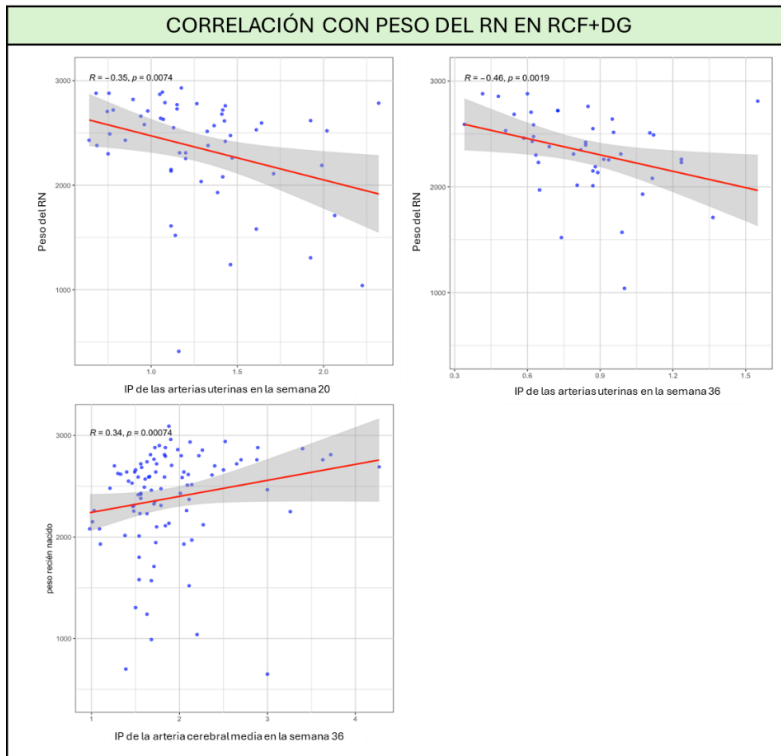 CORRELACIÓN CON PESO DEL RN EN RCF+DG
R = −0.35, p = 0.0074
3000
2000
1000
Peso del RN
1.0
1.5
2.0
IP de las arterias uterinas en la semana 20
R = −0.46, p = 0.0019
3000
2000
1000
Peso del RN
0.3
0.6
0.9
1.2
1.5
IP de las arterias uterinas en la semana 36
R = 0.34, p = 0.00074
3000
2000
1000
peso recién nacido
1
2
3
4
IP de la arteria cerebral media en la semana 36